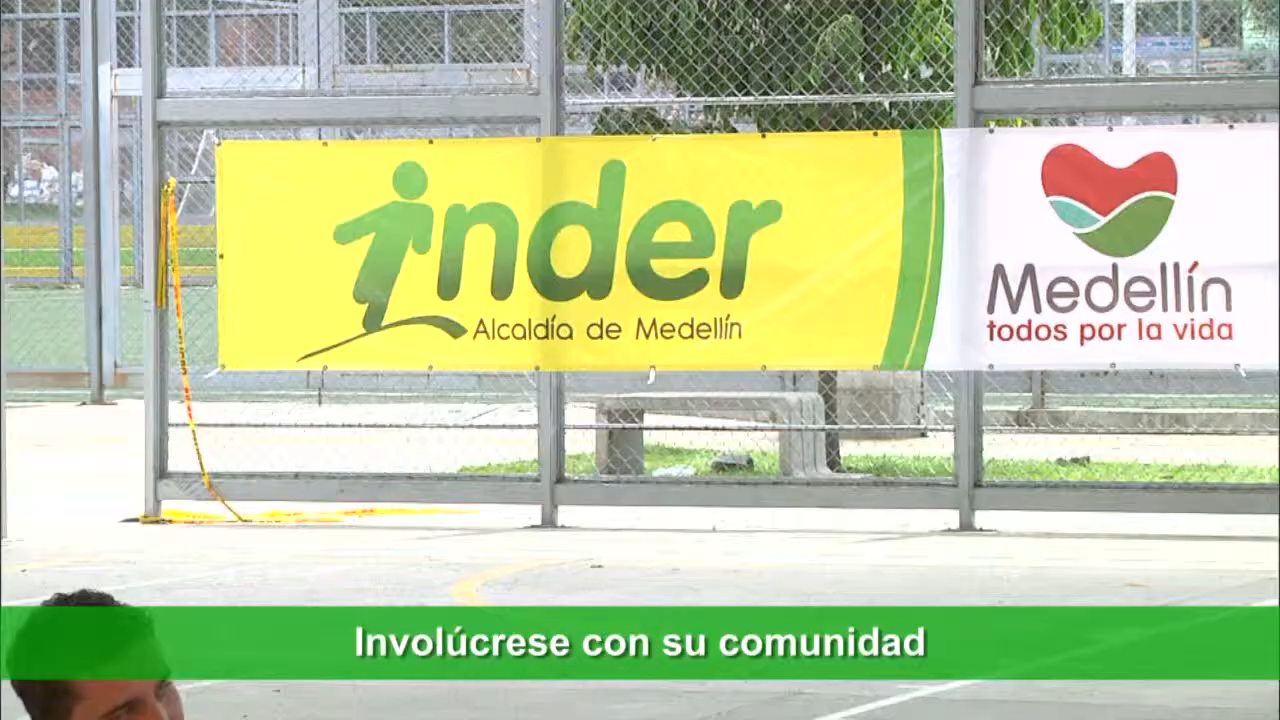 inder
Alcaldía de Medellín
Medellín
todos por la vida
Involúcrese con su comunidad